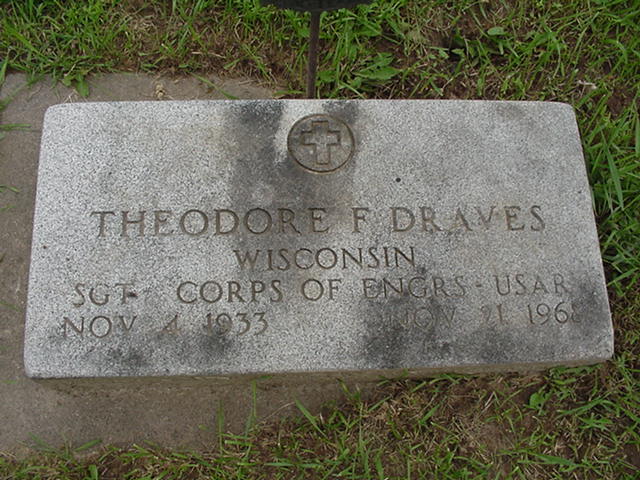 THEODORE F DRAVES
WISCONSIN
SGT CORPS OF ENGRS USAR
NOV 4 1933 NOV 21